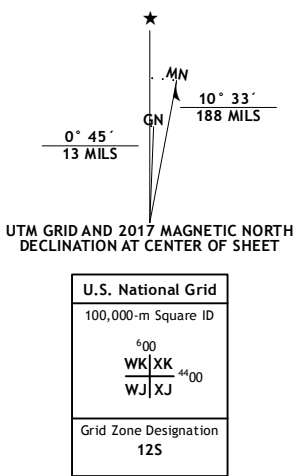 MN
GN
10° 33´
188 MILS
0° 45´
13 MILS
UTM GRID AND 2017 MAGNETIC NORTH
DECLINATION AT CENTER OF SHEET
U.S. National Grid
100,000-m Square ID
⁶00
WK XK
⁴⁴00
WJ XJ
Grid Zone Designation
12S